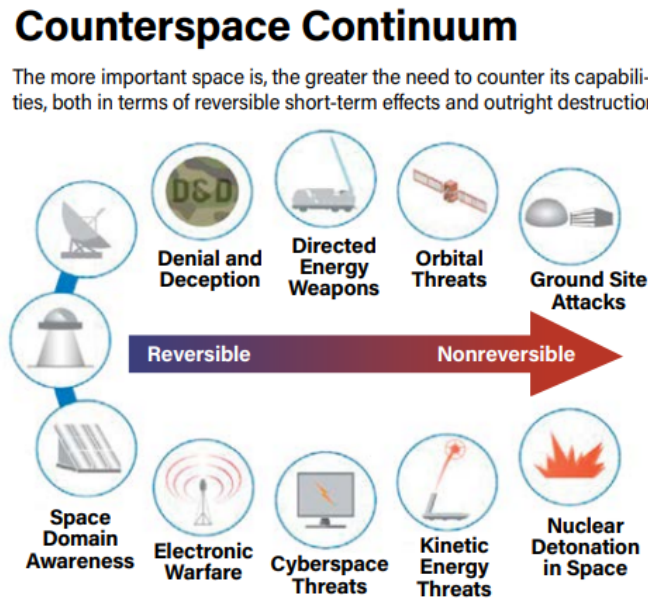 Counterspace Continuum
The more important space is, the greater the need to counter its capabili-
ties, both in terms of reversible short-term effects and outright destruction
D&D
Denial and
Deception
Directed
Energy
Weapons
Orbital
Threats
Ground Site
Attacks
Reversible
Nonreversible
Space
Domain
Awareness
Electronic
Warfare
Cyberspace
Threats
Kinetic
Energy
Threats
Nuclear
Detonation
in Space